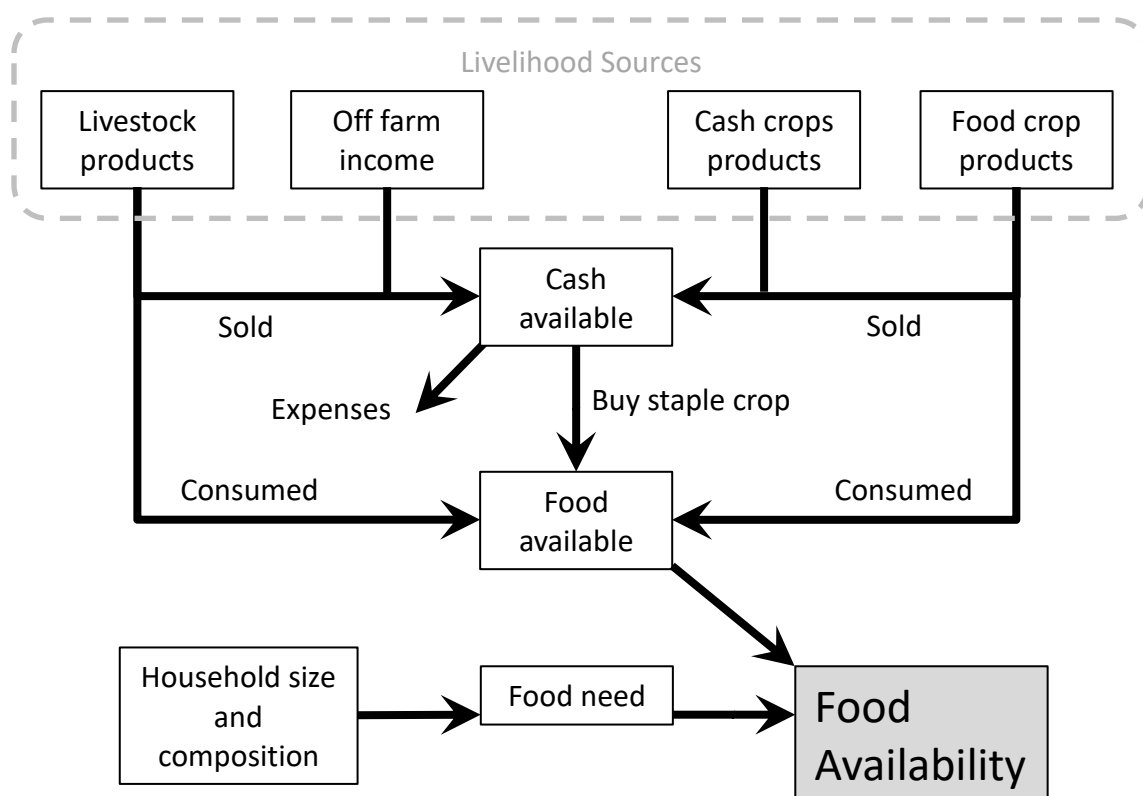 Livelihood Sources
Livestock
products
Off farm
income
Cash crops
products
Food crop
products
Cash
available
Sold
Sold
Expenses
Buy staple crop
Consumed
Food
available
Consumed
Household size
and
composition
Food need
Food
Availability